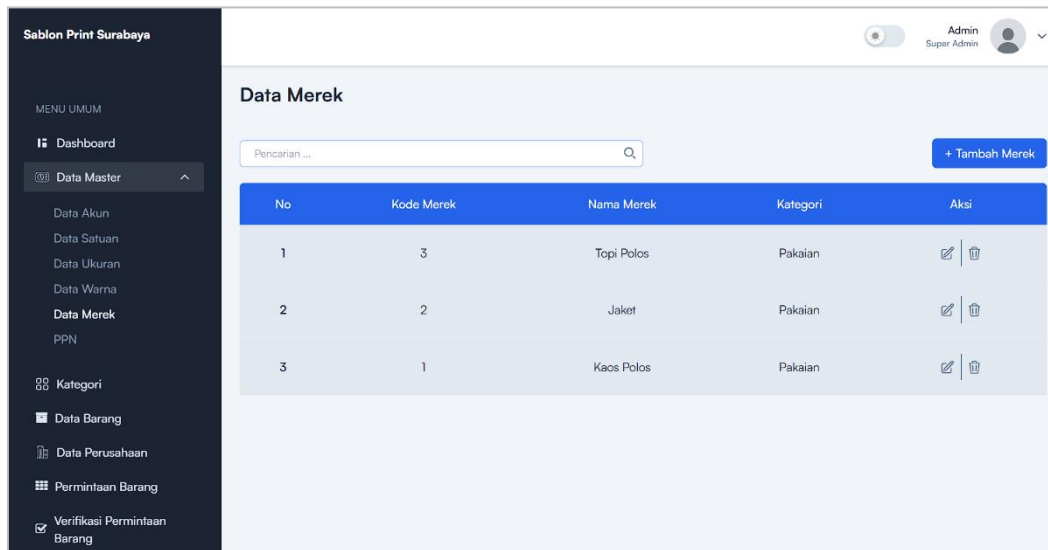 Sablon Print Surabaya
Admin
Super Admin
MENU UMUM
Dashboard
Data Master
Data Akun
Data Satuan
Data Ukuran
Data Warna
Data Merek
PPN
Kategori
Data Barang
Data Perusahaan
Permintaan Barang
Verifikasi Permintaan
Barang
Data Merek
Pencarian ...
+ Tambah Merek
No Kode Merek Nama Merek Kategori Aksi
1 3 Topi Polos Pakaian
2 2 Jaket Pakaian
3 1 Kaos Polos Pakaian